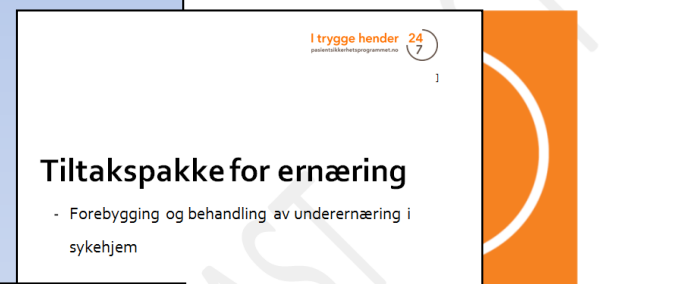 I trygge hender 24
pasientsikkerhetsprogrammet.no 7
]
Tiltakspakke for ernæring
- Forebygging og behandling av underernæring i
sykehjem